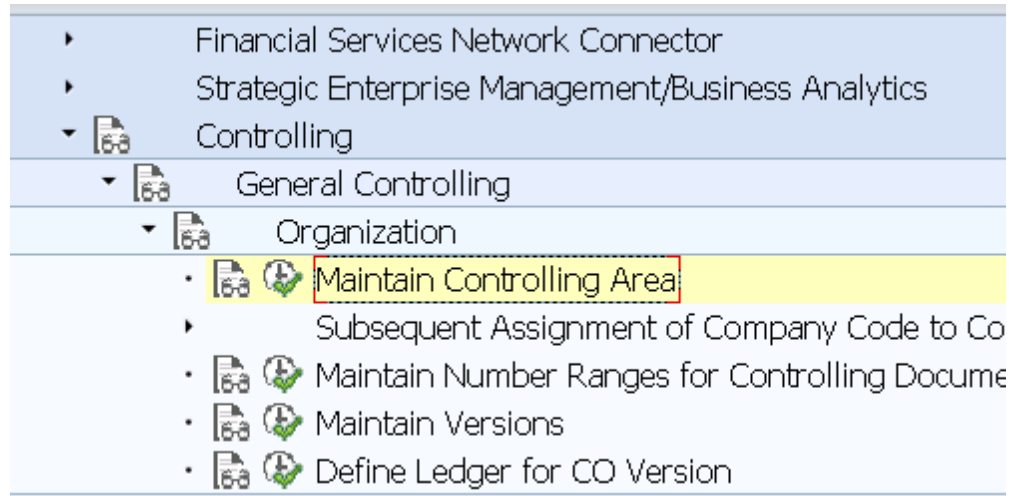 Financial Services Network Connector
Strategic Enterprise Management/Business Analytics
Controlling
General Controlling
Organization
Maintain Controlling Area
Subsequent Assignment of Company Code to Co
Maintain Number Ranges for Controlling Docume
Maintain Versions
Define Ledger for CO Version